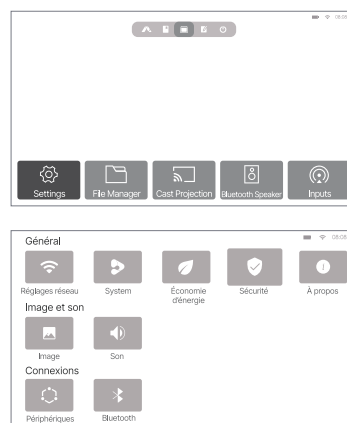 08:08
Settings
File Manager
Cast Projection
Bluetooth Speaker
Inputs
Général
08:08
Réglages réseau
System
Économie
d'énergie
Sécurité
À propos
Image et son
Image
Son
Connexions
Périphériques
Bluetooth